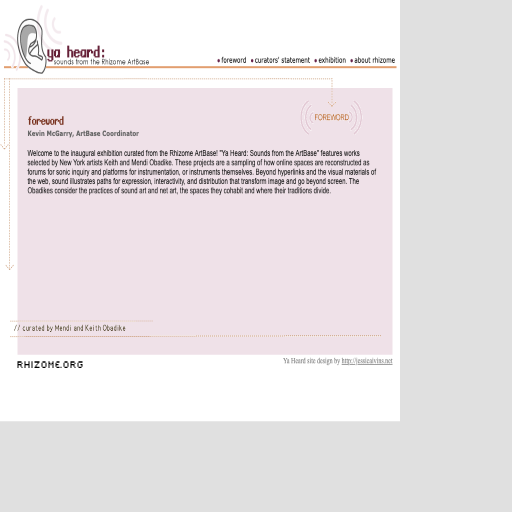 ya heard:
sounds from the Rhizome ArtBase
foreword curators' statement exhibition about rhizome
FOREWORD
foreword
Kevin McGarry, ArtBase Coordinator
Welcome to the inaugural exhibition curated from the Rhizome ArtBase! "Ya Heard: Sounds from the ArtBase" features works
selected by New York artists Keith and Mendi Obadike. These projects are a sampling of how online spaces are reconstructed as
forums for sonic inquiry and platforms for instrumentation, or instruments themselves. Beyond hyperlinks and the visual materials of
the web, sound illustrates paths for expression, interactivity, and distribution that transform image and go beyond screen. The
Obadikes consider the practices of sound art and net art, the spaces they cohabit and where their traditions divide.
// curated by Mendi and Keith Obadike
RHIZOME.ORG
Ya Heard site design by http://jessicaivins.net